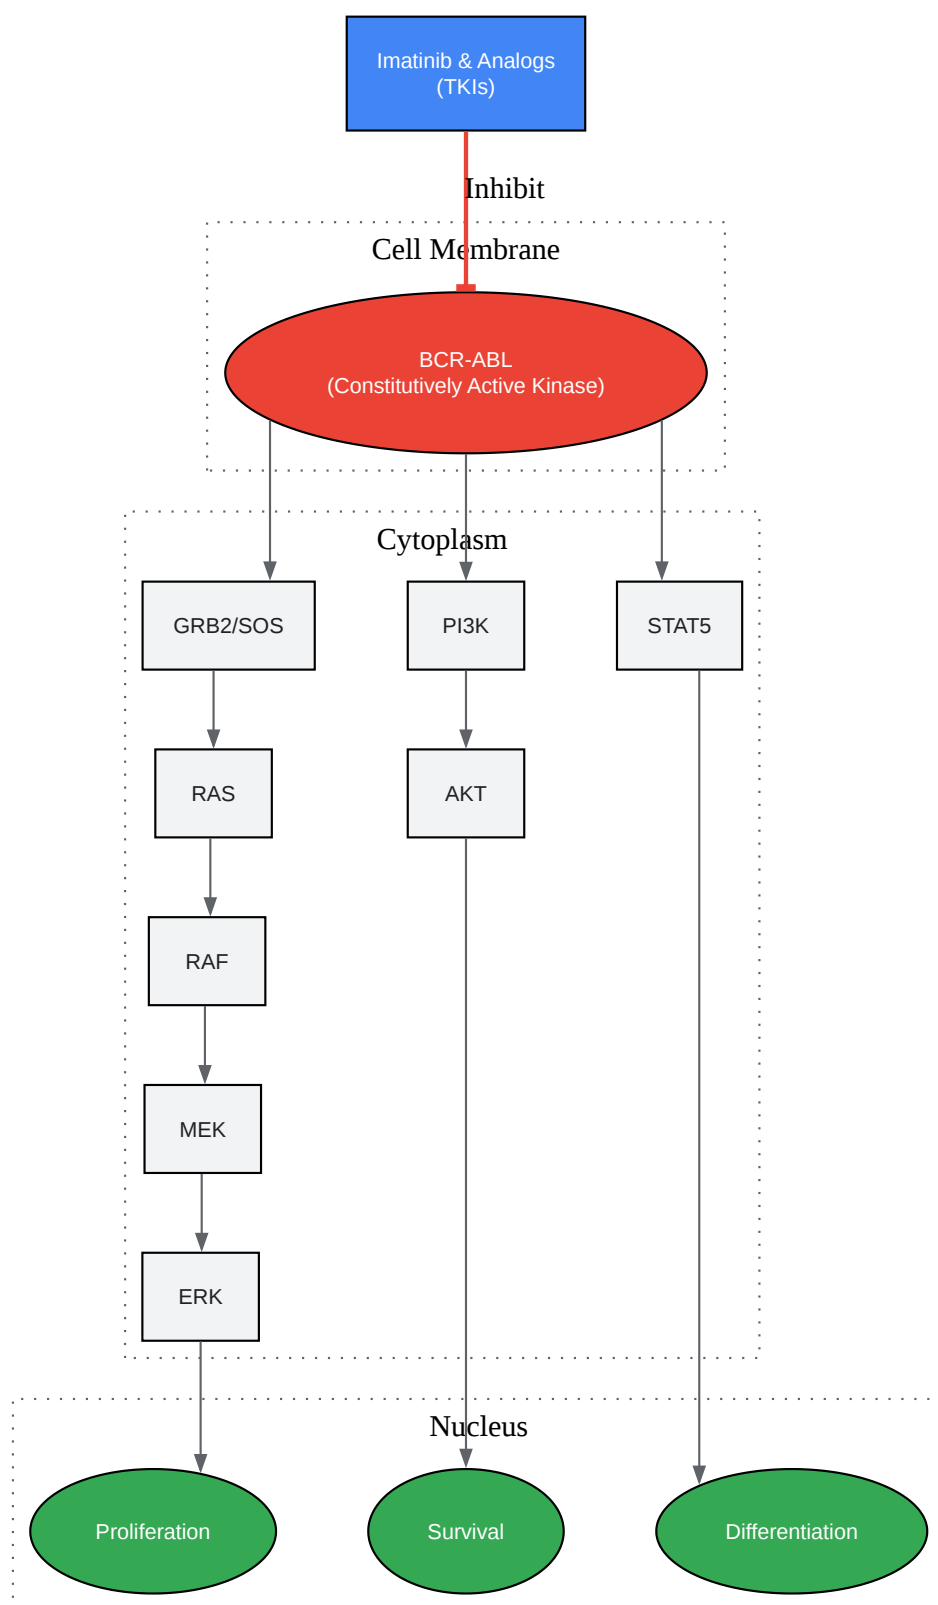 Imatinib & Analogs
(TKIs)
Inhibit
Cell Membrane
BCR-ABL
(Constitutively Active Kinase)
Cytoplasm
GRB2/SOS
PI3K
STAT5
RAS
AKT
RAF
MEK
ERK
Nucleus
Proliferation
Survival
Differentiation